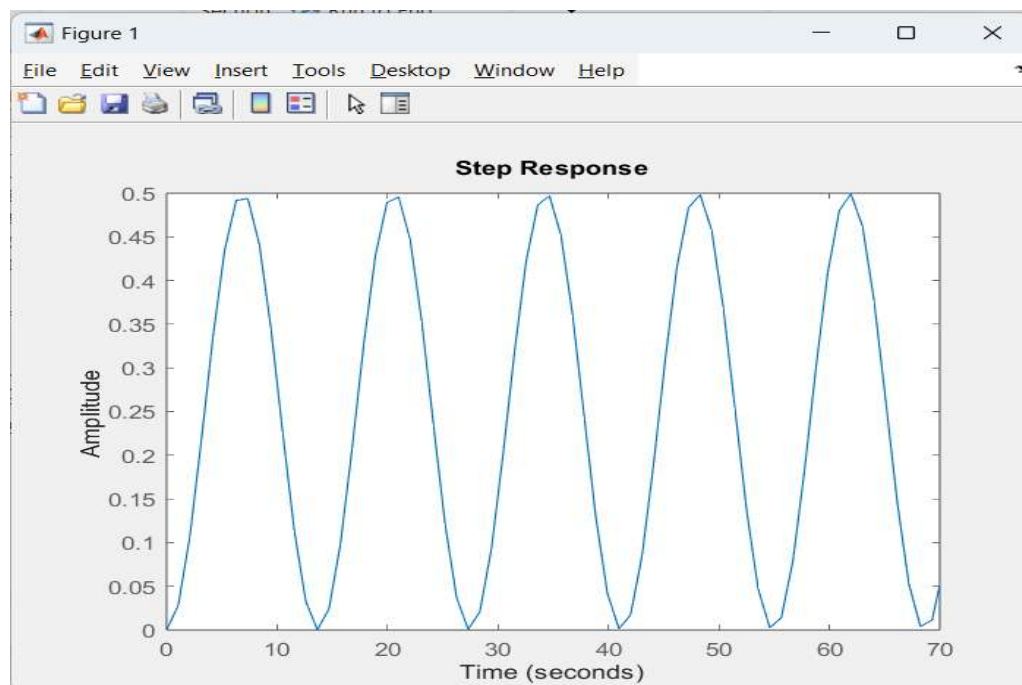 Figure 1
File Edit View Insert Tools Desktop Window Help
Step Response
0.5
0.45
0.4
0.35
0.3
0.25
0.2
0.15
0.1
0.05
0
Amplitude
0 10 20 30 40 50 60 70
Time (seconds)